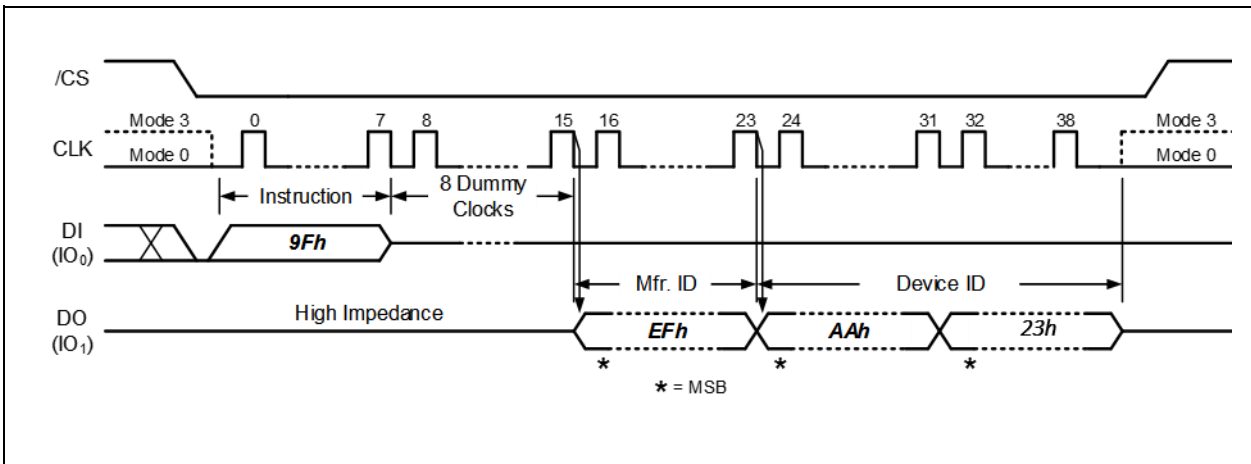 /CS
Mode 3 0 7 8 15 16 23 24 31 32 38 Mode 3
CLK
Mode 0 Mode 0
Instruction 8 Dummy
Clocks
DI
(IO₀)
9Fh
Mfr. ID Device ID
DO
(IO₁)
High Impedance
EFh AAh 23h
* * *
* = MSB